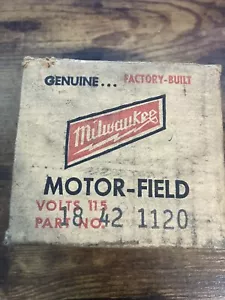 GENUINE... FACTORY-BUILT
Milwaukee
MOTOR-FIELD
VOLTS 115
PART NO. 18 42 1120